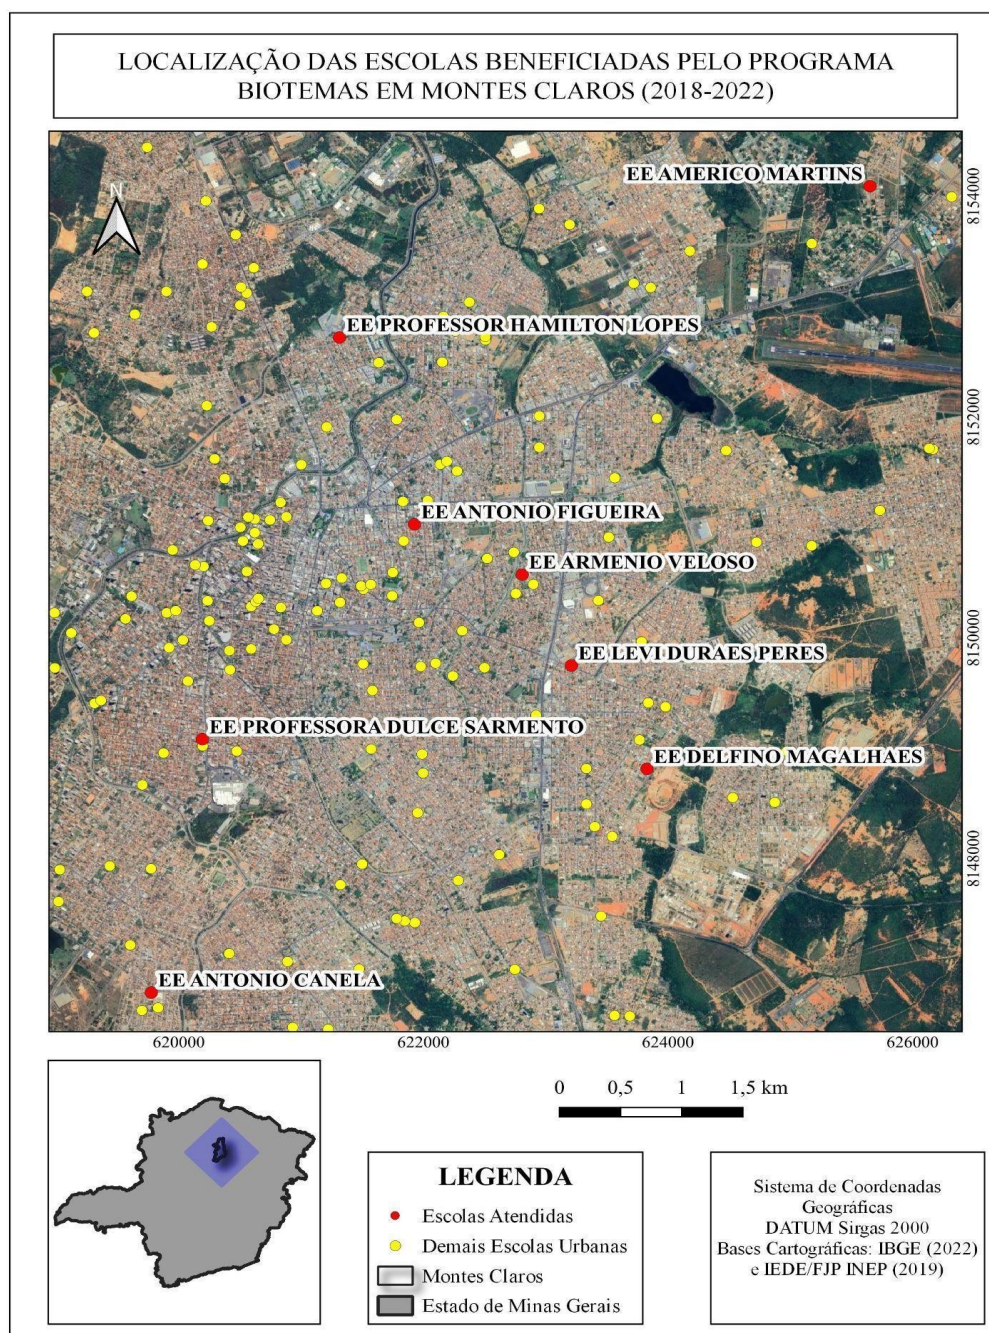 LOCALIZAÇÃO DAS ESCOLAS BENEFICIADAS PELO PROGRAMA
BIOTEMAS EM MONTES CLAROS (2018-2022)
N
EE AMERICO MARTINS
8154000
EE PROFESSOR HAMILTON LOPES
8152000
EE ANTONIO FIGUEIRA
EE ARMENIO VELOSO
8150000
EE LEVI DURAES PERES
EE PROFESSORA DULCE SARMENTO
EE DELFINO MAGALHAES
8148000
EE ANTONIO CANELA
620000
622000
624000
626000
0 0,5 1 1,5 km
LEGENDA
Escolas Atendidas
Demais Escolas Urbanas
Montes Claros
Estado de Minas Gerais
Sistema de Coordenadas
Geográficas
DATUM Sirgas 2000
Bases Cartográficas: IBGE (2022)
e IEDE/FJP INEP (2019)